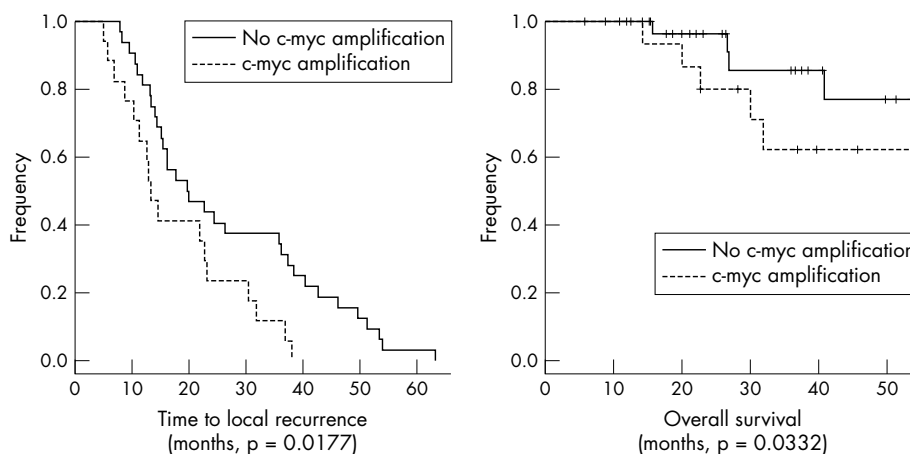 1.0
0.8
0.6
0.4
0.2
0.0
Frequency
No c-myc amplification
c-myc amplification
0 10 20 30 40 50 60
Time to local recurrence
(months, p = 0.0177)
1.0
0.8
0.6
0.4
0.2
0.0
Frequency
No c-myc amplification
c-myc amplification
0 10 20 30 40 50
Overall survival
(months, p = 0.0332)